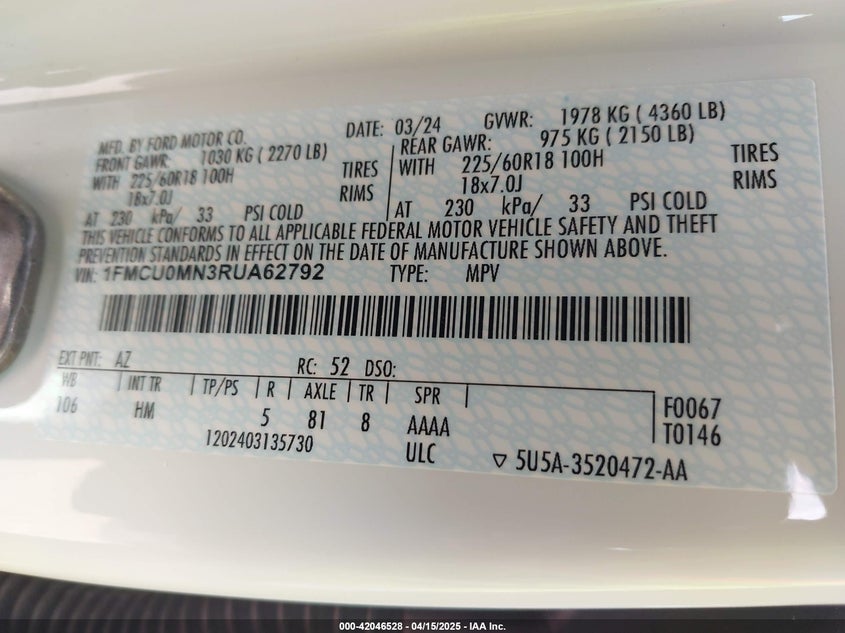 MFD. BY FORD MOTOR CO. DATE: 03/24 GVWR: 1978 KG ( 4360 LB)
FRONT GAWR: 1030 KG ( 2270 LB) REAR GAWR: 975 KG ( 2150 LB)
WITH 225/60R18 100H TIRES WITH 225/60R18 100H TIRES
18x7.0J RIMS 18x7.0J RIMS
AT 230 kPa/ 33 PSI COLD AT 230 kPa/ 33 PSI COLD
THIS VEHICLE CONFORMS TO ALL APPLICABLE FEDERAL MOTOR VEHICLE SAFETY AND THEFT
PREVENTION STANDARDS IN EFFECT ON THE DATE OF MANUFACTURE SHOWN ABOVE.
VIN: 1FMCU0MN3RUA62792 TYPE: MPV
EXT PNT: AZ RC: 52 DSO:
WB INT TR TP/PS R AXLE TR SPR
106 HM 5 81 8 AAAA F0067
T0146
1202403135730 ULC ▽ 5U5A-3520472-AA
000-42046528 - 04/15/2025 - IAA Inc.